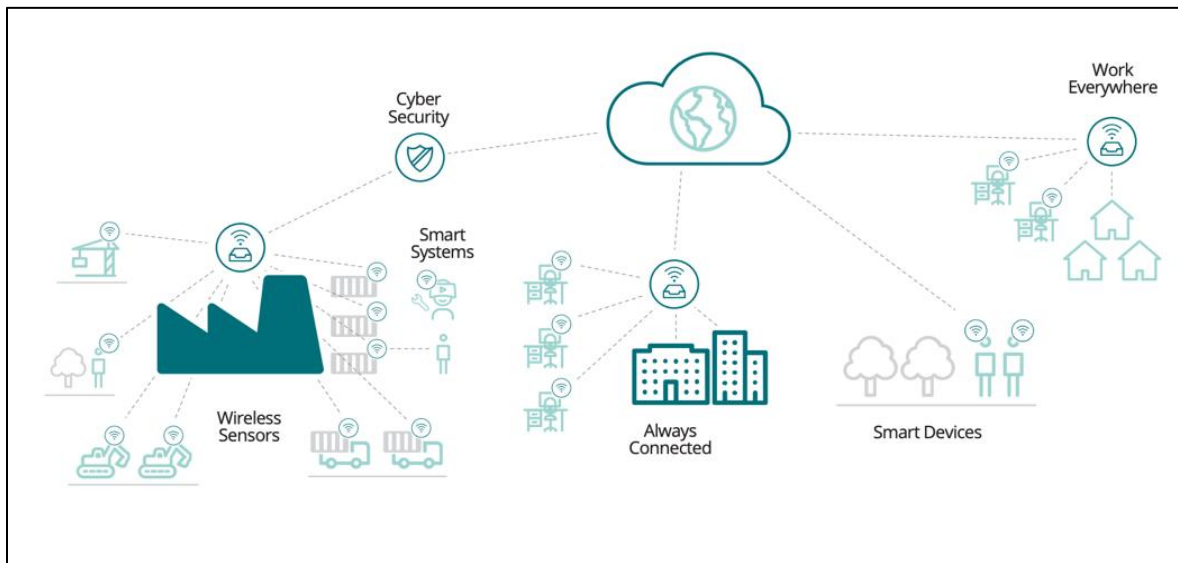 Cyber
Security
Work
Everywhere
Smart
Systems
Wireless
Sensors
Always
Connected
Smart Devices